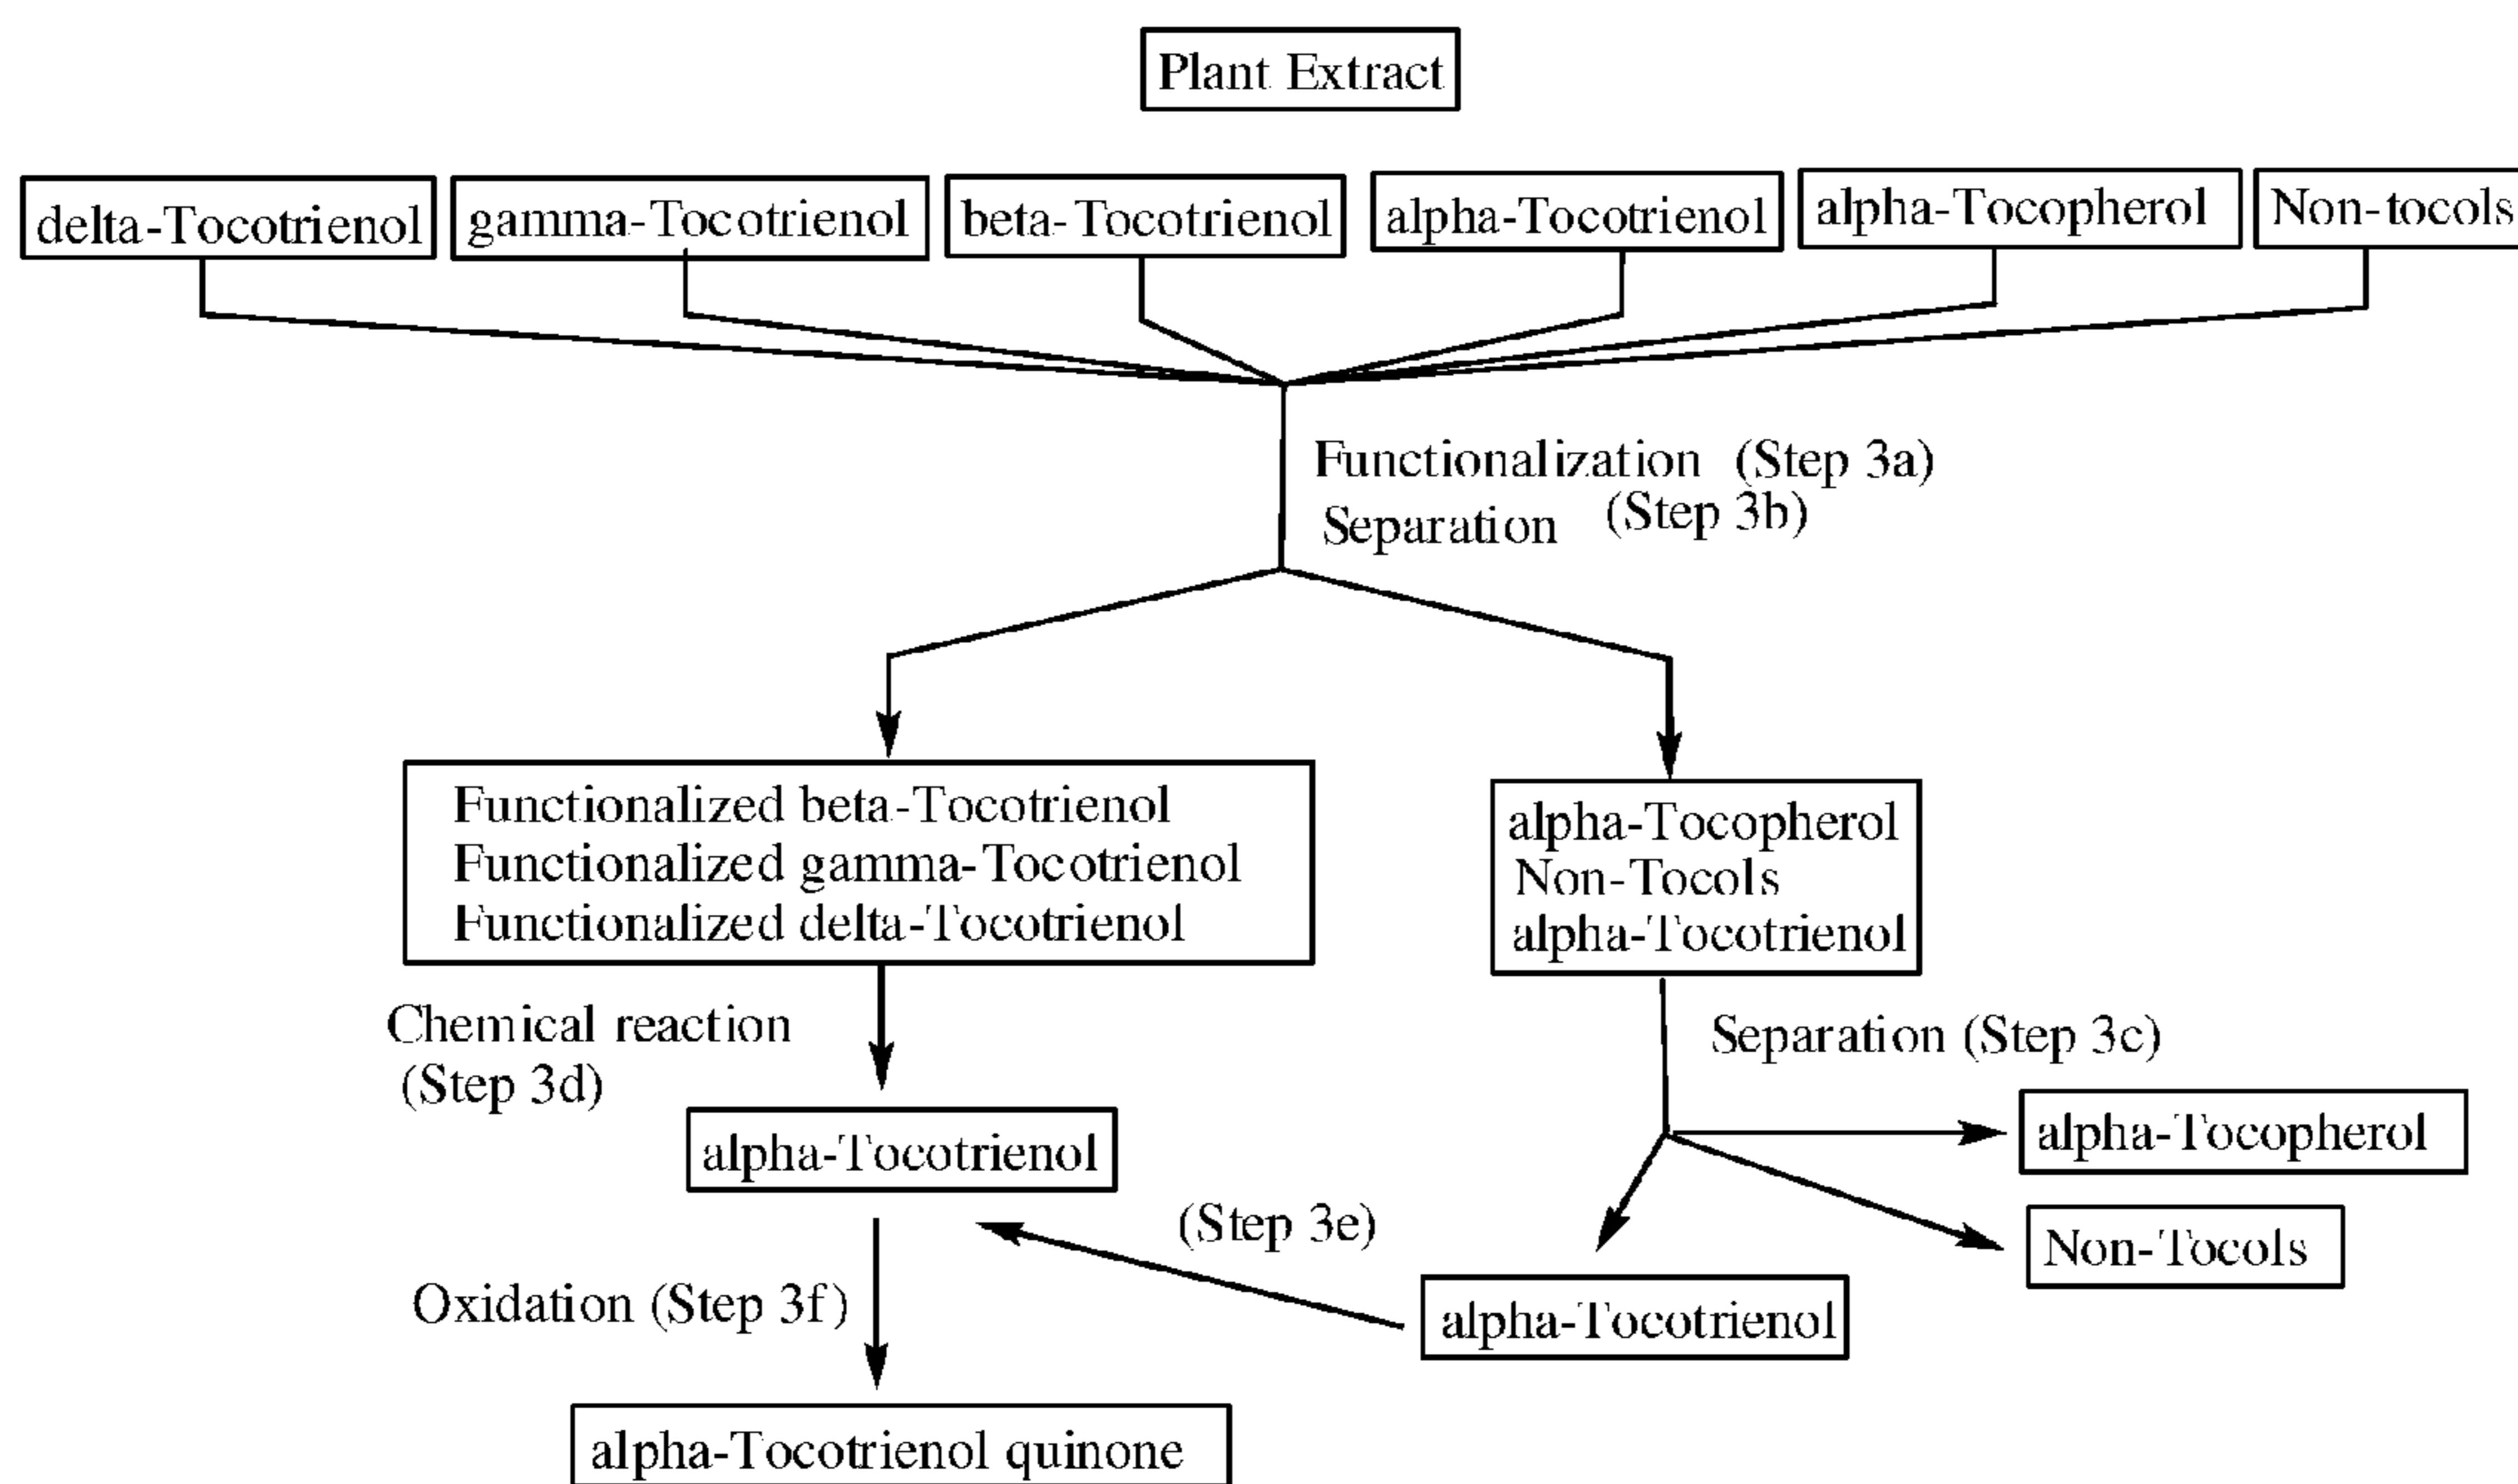 Plant Extract
delta-Tocotrienol
gamma-Tocotrienol
beta-Tocotrienol
alpha-Tocotrienol
alpha-Tocopherol
Non-tocols
Functionalization (Step 3a)
Separation (Step 3b)
Functionalized beta-Tocotrienol
Functionalized gamma-Tocotrienol
Functionalized delta-Tocotrienol
alpha-Tocopherol
Non-Tocols
alpha-Tocotrienol
Chemical reaction
(Step 3d)
Separation (Step 3c)
alpha-Tocopherol
alpha-Tocotrienol
(Step 3e)
Non-Tocols
Oxidation (Step 3f)
alpha-Tocotrienol
alpha-Tocotrienol quinone